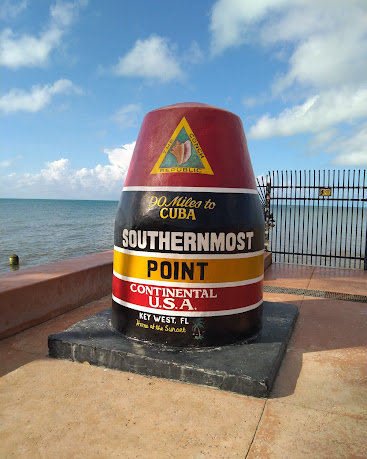 THE CONCH
REPUBLIC
90 Miles to
CUBA
SOUTHERNMOST
POINT
CONTINENTAL
U.S.A.
KEY WEST, FL
Home of the Sunset